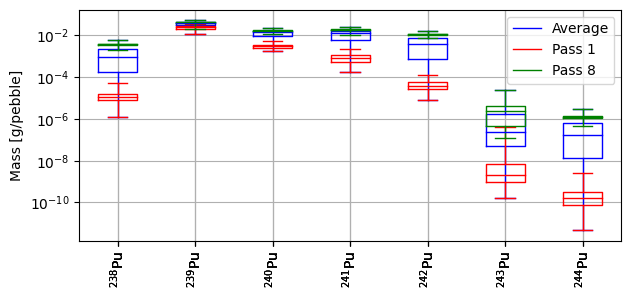 Mass [g/pebble]
10⁻²
10⁻⁴
10⁻⁶
10⁻⁸
10⁻¹⁰
Average
Pass 1
Pass 8
²³⁸Pu
²³⁹Pu
²⁴⁰Pu
²⁴¹Pu
²⁴²Pu
²⁴³Pu
²⁴⁴Pu